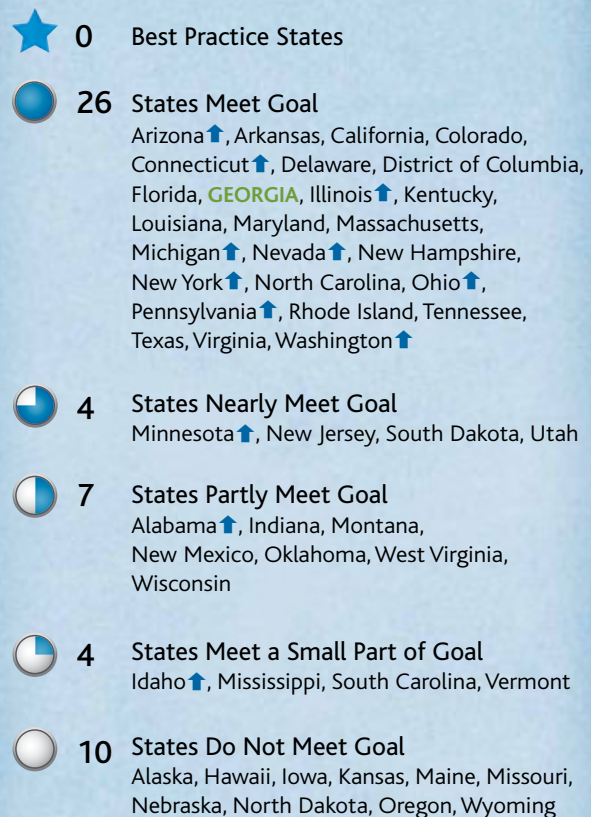 0 Best Practice States
26 States Meet Goal
Arizona⬆, Arkansas, California, Colorado,
Connecticut⬆, Delaware, District of Columbia,
Florida, GEORGIA, Illinois⬆, Kentucky,
Louisiana, Maryland, Massachusetts,
Michigan⬆, Nevada⬆, New Hampshire,
New York⬆, North Carolina, Ohio⬆,
Pennsylvania⬆, Rhode Island, Tennessee,
Texas, Virginia, Washington⬆
4 States Nearly Meet Goal
Minnesota⬆, New Jersey, South Dakota, Utah
7 States Partly Meet Goal
Alabama⬆, Indiana, Montana,
New Mexico, Oklahoma, West Virginia,
Wisconsin
4 States Meet a Small Part of Goal
Idaho⬆, Mississippi, South Carolina, Vermont
10 States Do Not Meet Goal
Alaska, Hawaii, Iowa, Kansas, Maine, Missouri,
Nebraska, North Dakota, Oregon, Wyoming